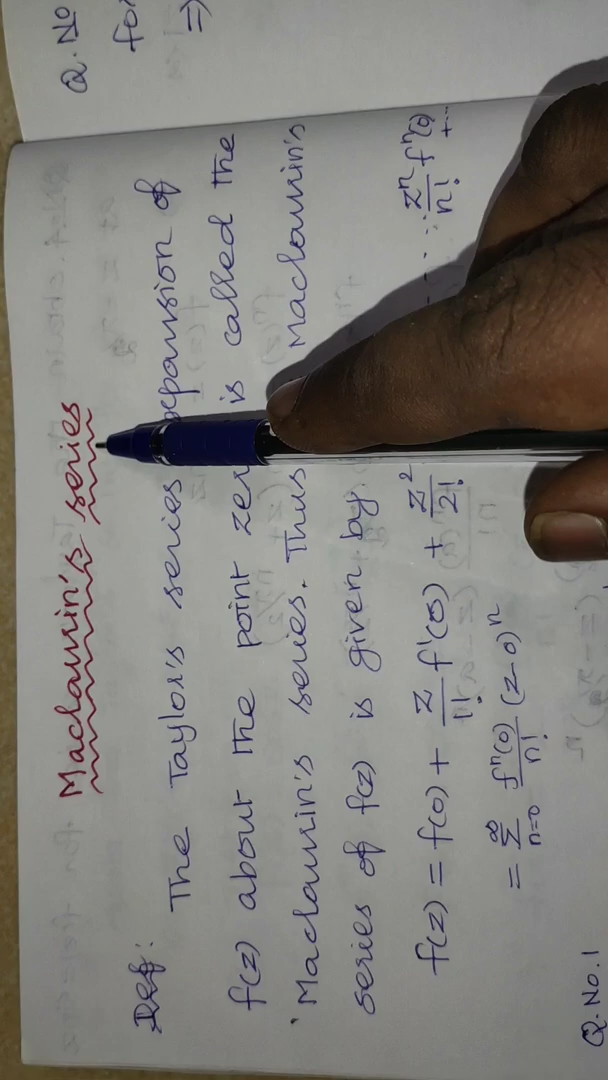 Q. No
for
⇒
Maclaurin's series
Def: The Taylor's series expansion of
f(z) about the point zero is called the
Maclaurin's series. Thus Maclaurin's
series of f(z) is given by
f(z) = f(0) + z/1! f'(0) + z²/2! ..... zⁿ/n! fⁿ(0) + ...
= ∞ Σ n=0 fⁿ(0)/n! (z-0)ⁿ
Q. No. 1